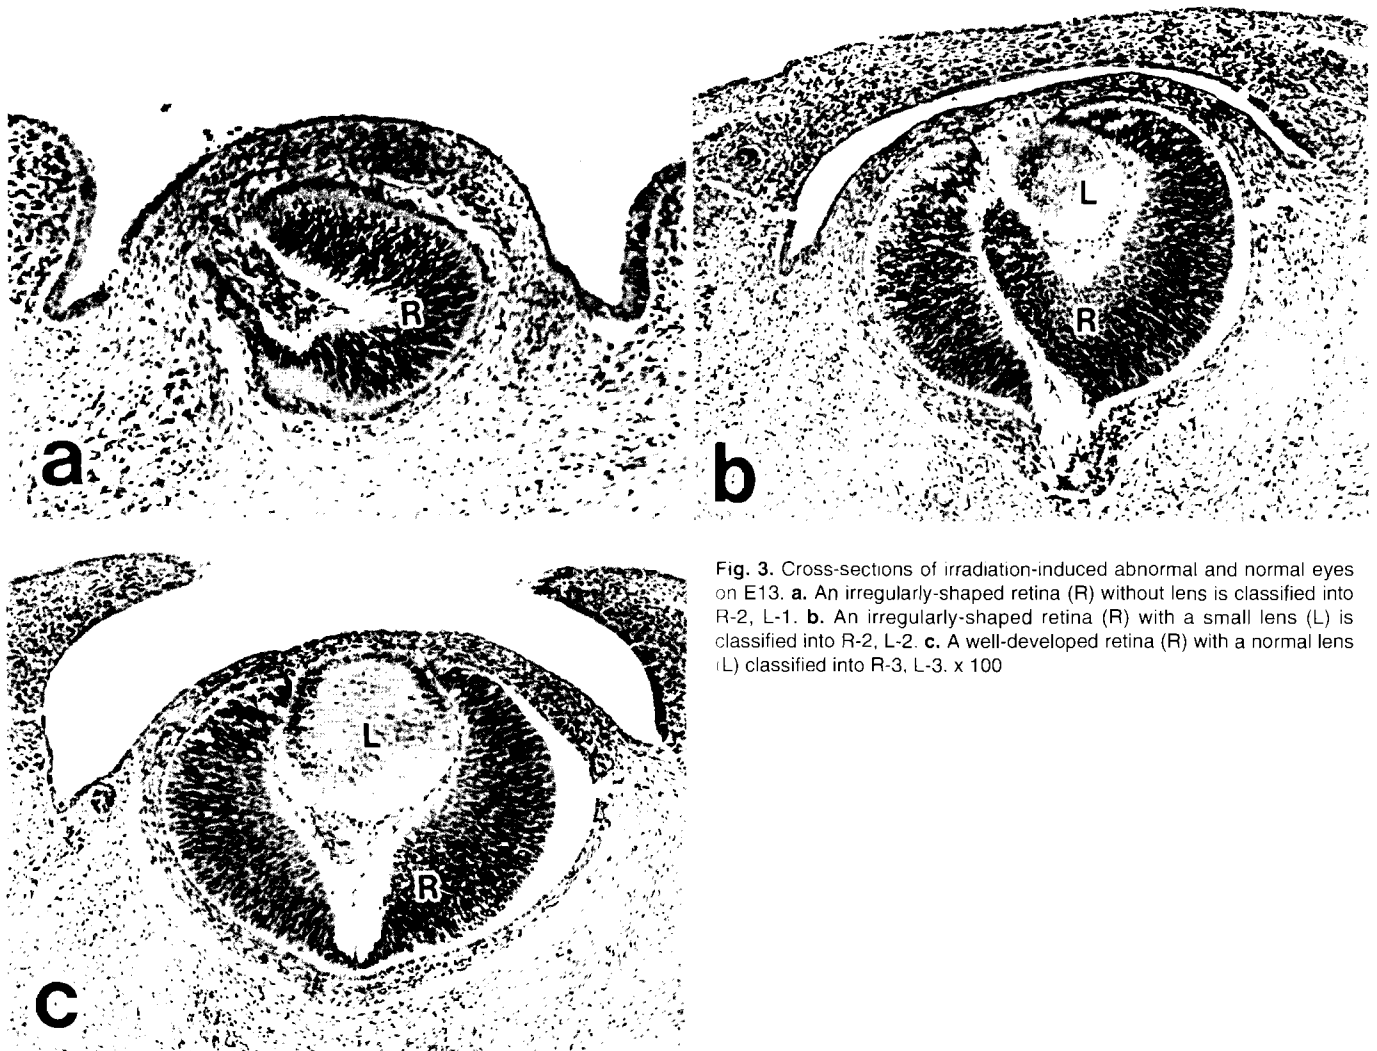 R
a
L
R
b
Fig. 3. Cross-sections of irradiation-induced abnormal and normal eyes
on E13. a. An irregularly-shaped retina (R) without lens is classified into
R-2, L-1. b. An irregularly-shaped retina (R) with a small lens (L) is
classified into R-2, L-2. c. A well-developed retina (R) with a normal lens
(L) classified into R-3, L-3. x 100
L
R
c